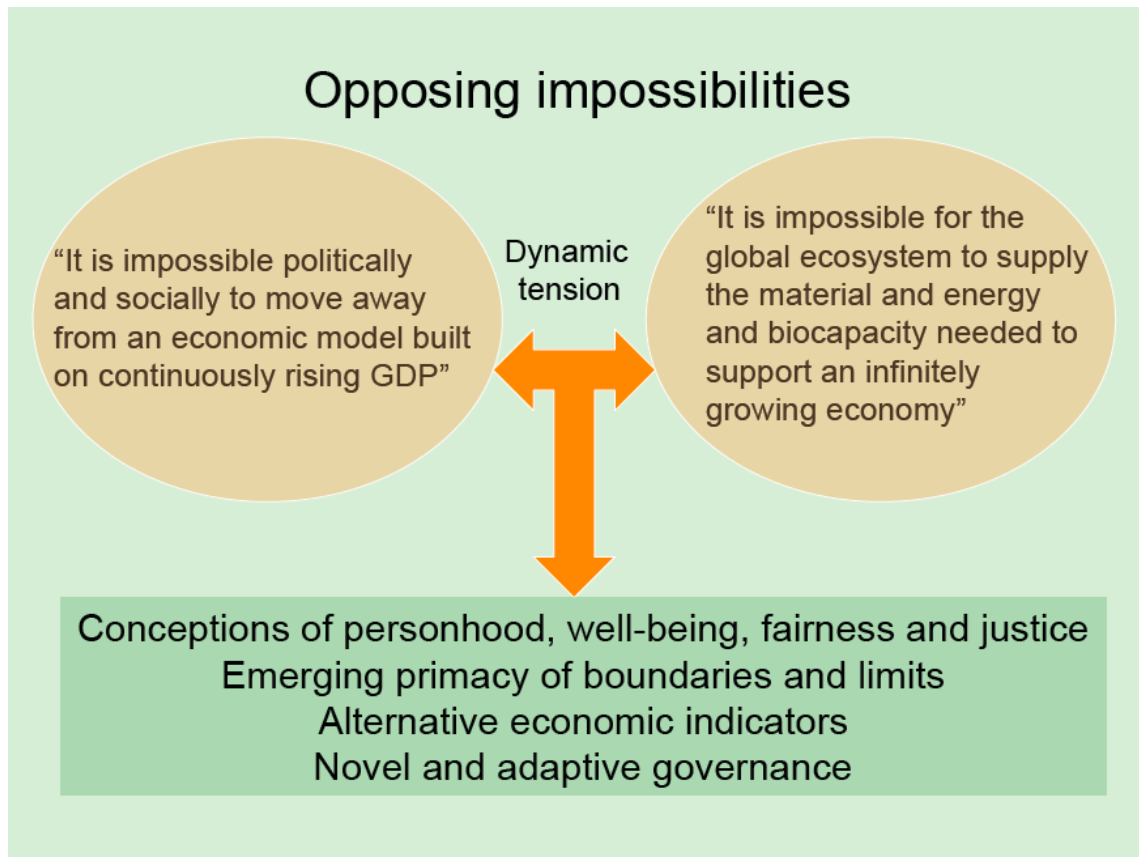 Opposing impossibilities
“It is impossible politically
and socially to move away
from an economic model built
on continuously rising GDP”
Dynamic
tension
“It is impossible for the
global ecosystem to supply
the material and energy
and biocapacity needed to
support an infinitely
growing economy”
Conceptions of personhood, well-being, fairness and justice
Emerging primacy of boundaries and limits
Alternative economic indicators
Novel and adaptive governance